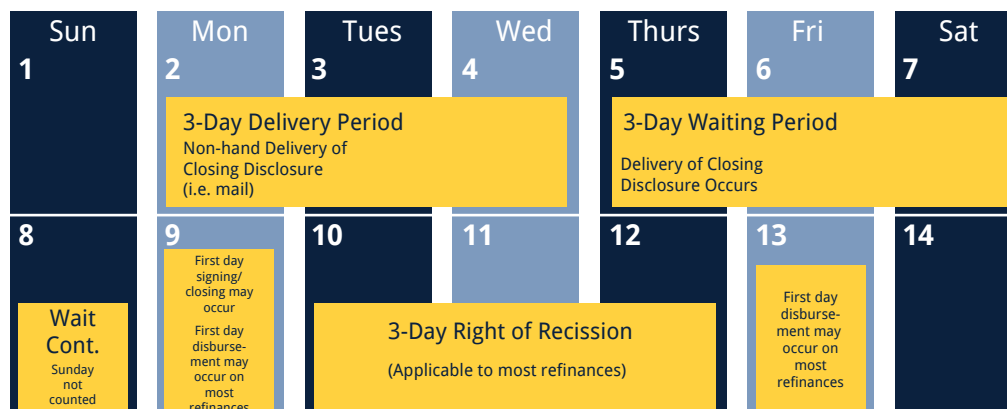 Sun Mon Tues Wed Thurs Fri Sat
1 2 3 4 5 6 7
3-Day Delivery Period
Non-hand Delivery of
Closing Disclosure
(i.e. mail)
3-Day Waiting Period
Delivery of Closing
Disclosure Occurs
8 9 10 11 12 13 14
Wait
Cont.
Sunday
not
counted
First day
signing/
closing may
occur
First day
disburse-
ment may
occur on
most
refinances
3-Day Right of Recission
(Applicable to most refinances)
First day
disburse-
ment may
occur on
most
refinances